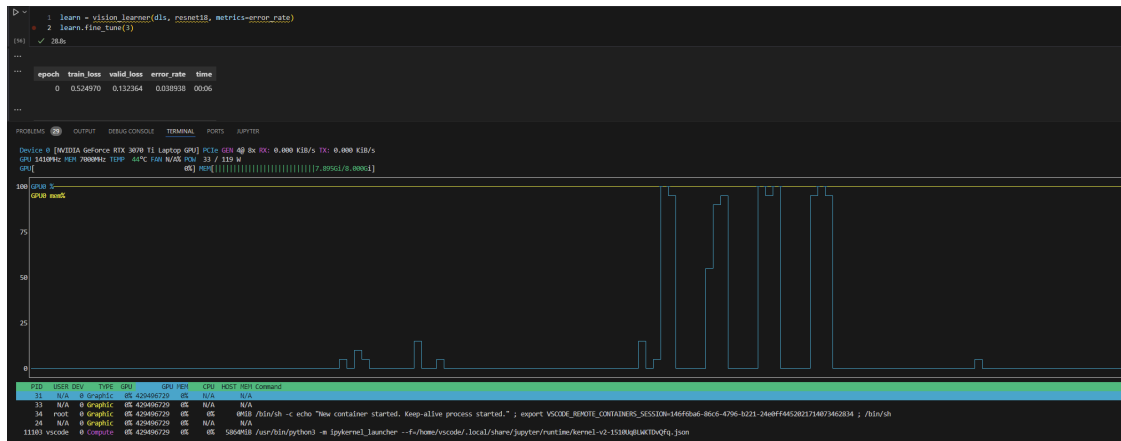 1 learn = vision_learner(dls, resnet18, metrics=error_rate)
2 learn.fine_tune(3)
[96] ✓ 28.8s
...
... epoch train_loss valid_loss error_rate time
0 0.524970 0.132364 0.038938 00:06
...
PROBLEMS 29 OUTPUT DEBUG CONSOLE TERMINAL PORTS JUPYTER
Device 0 [NVIDIA GeForce RTX 3070 Ti Laptop GPU] PCIe GEN 4@ 8x RX: 0.000 KiB/s TX: 0.000 KiB/s
GPU 1410MHz MEM 7000MHz TEMP 44°C FAN N/A% POW 33 / 119 W
GPU[ 0%] MEM[||||||||||||||||||||||||||7.895Gi/8.000Gi]
100 GPU0 %
GPU0 mem%
75
50
25
0
PID USER DEV TYPE GPU GPU MEM CPU HOST MEM Command
31 N/A 0 Graphic 0% 429496729 0% N/A N/A
33 N/A 0 Graphic 0% 429496729 0% N/A N/A
34 root 0 Graphic 0% 429496729 0% 0% 0MiB /bin/sh -c echo "New container started. Keep-alive process started." ; export VSCODE_REMOTE_CONTAINERS_SESSION=146f6ba6-86c6-4796-b221-24e0ff4452021714073462834 ; /bin/sh
24 N/A 0 Graphic 0% 429496729 0% N/A N/A
11103 vscode 0 Compute 0% 429496729 0% 0% 5864MiB /usr/bin/python3 -m ipykernel_launcher --f=/home/vscode/.local/share/jupyter/runtime/kernel-v2-1510UqBLWKTDvQfq.json